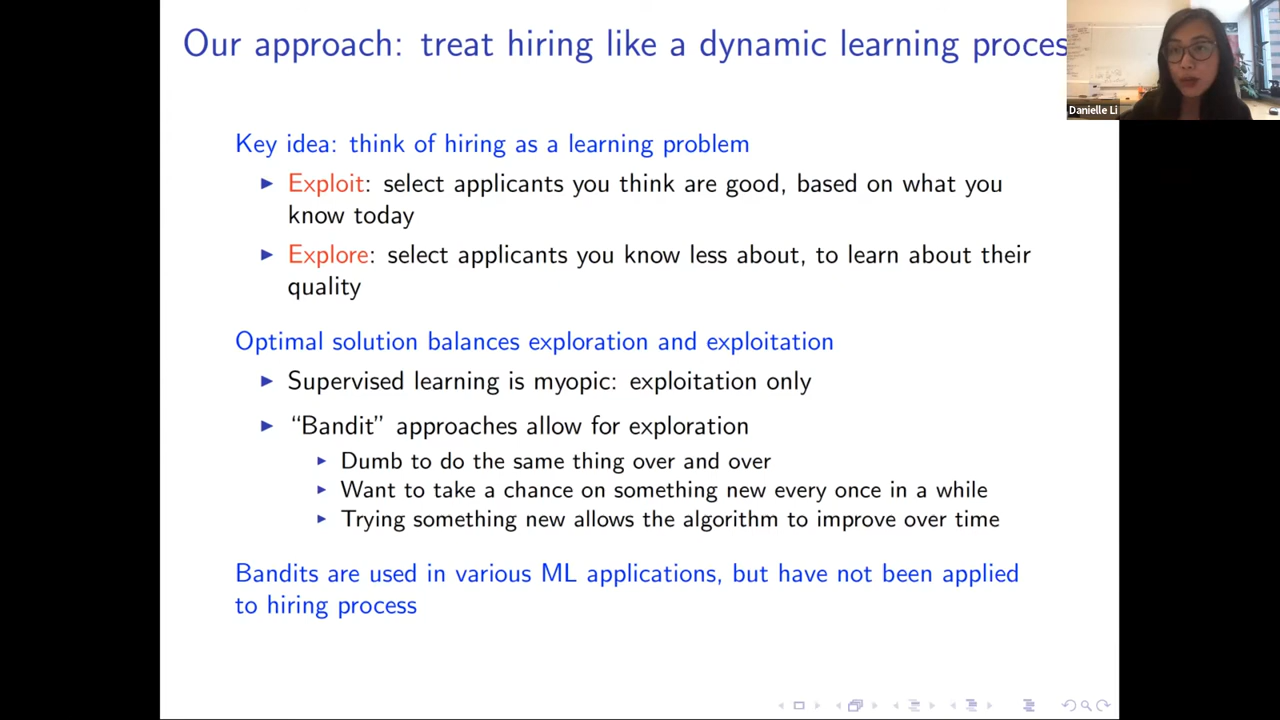 Our approach: treat hiring like a dynamic learning proces
Danielle Li
Key idea: think of hiring as a learning problem
▶ Exploit: select applicants you think are good, based on what you
know today
▶ Explore: select applicants you know less about, to learn about their
quality
Optimal solution balances exploration and exploitation
▶ Supervised learning is myopic: exploitation only
▶ “Bandit” approaches allow for exploration
▶ Dumb to do the same thing over and over
▶ Want to take a chance on something new every once in a while
▶ Trying something new allows the algorithm to improve over time
Bandits are used in various ML applications, but have not been applied
to hiring process